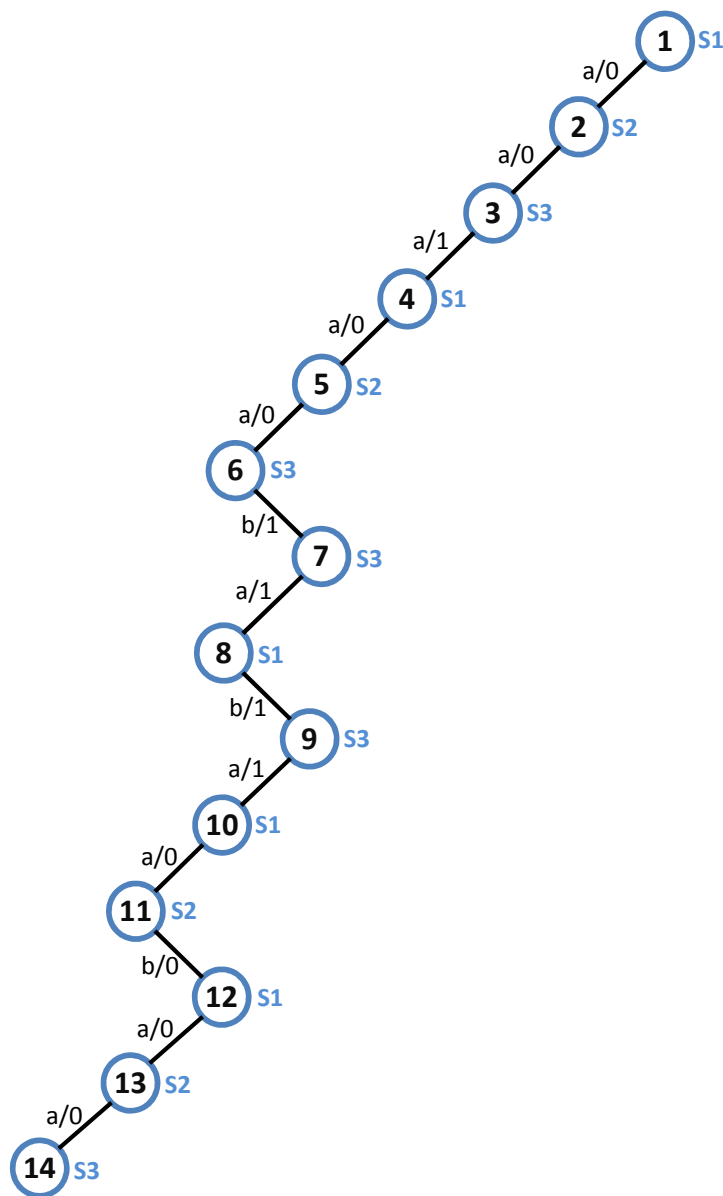 1 S1
a/0
2 S2
a/0
3 S3
a/1
4 S1
a/0
5 S2
a/0
6 S3
b/1
7 S3
a/1
8 S1
b/1
9 S3
a/1
10 S1
a/0
11 S2
b/0
12 S1
a/0
13 S2
a/0
14 S3